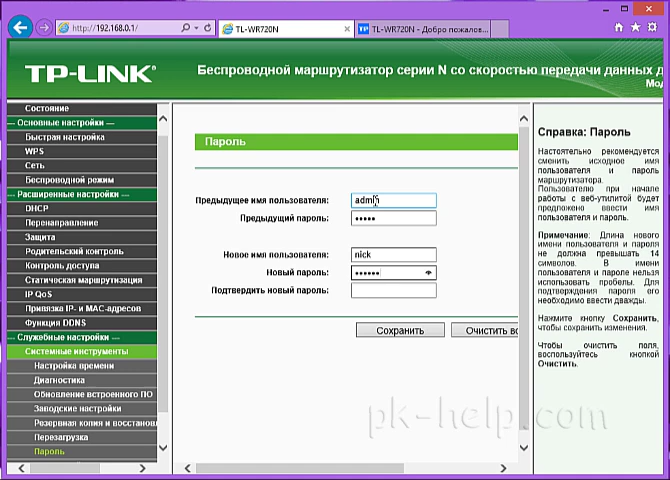 http://192.168.0.1/
TL-WR720N
TL-WR720N - Добро пожалов...
TP-LINK®
Беспроводной маршрутизатор серии N со скоростью передачи данных д
Мод
Состояние
Основные настройки —
Быстрая настройка
WPS
Сеть
Беспроводной режим
Расширенные настройки —
DHCP
Перенаправление
Защита
Родительский контроль
Контроль доступа
Статическая маршрутизация
IP QoS
Привязка IP- и MAC-адресов
Функция DDNS
Служебные настройки —
Системные инструменты
Настройка времени
Диагностика
Обновление встроенного ПО
Заводские настройки
Резервная копия и восстанов
Перезагрузка
Пароль
Пароль
Предыдущее имя пользователя: admin
Предыдущий пароль: •••••
Новое имя пользователя: nick
Новый пароль: ••••••
Подтвердить новый пароль:
Сохранить
Очистить вс
Справка: Пароль
Настоятельно рекомендуется
сменить исходное имя
пользователя и пароль
маршрутизатора.
Пользователю при начале
работы с веб-утилитой будет
предложено ввести имя
пользователя и пароль.
Примечание: Длина нового
имени пользователя и пароля
не должна превышать 14
символов. В имени
пользователя и пароле нельзя
использовать пробелы. Для
подтверждения пароля его
необходимо ввести дважды.
Нажмите кнопку Сохранить,
чтобы сохранить изменения.
Чтобы очистить поля,
воспользуйтесь кнопкой
Очистить.
pk-help.com